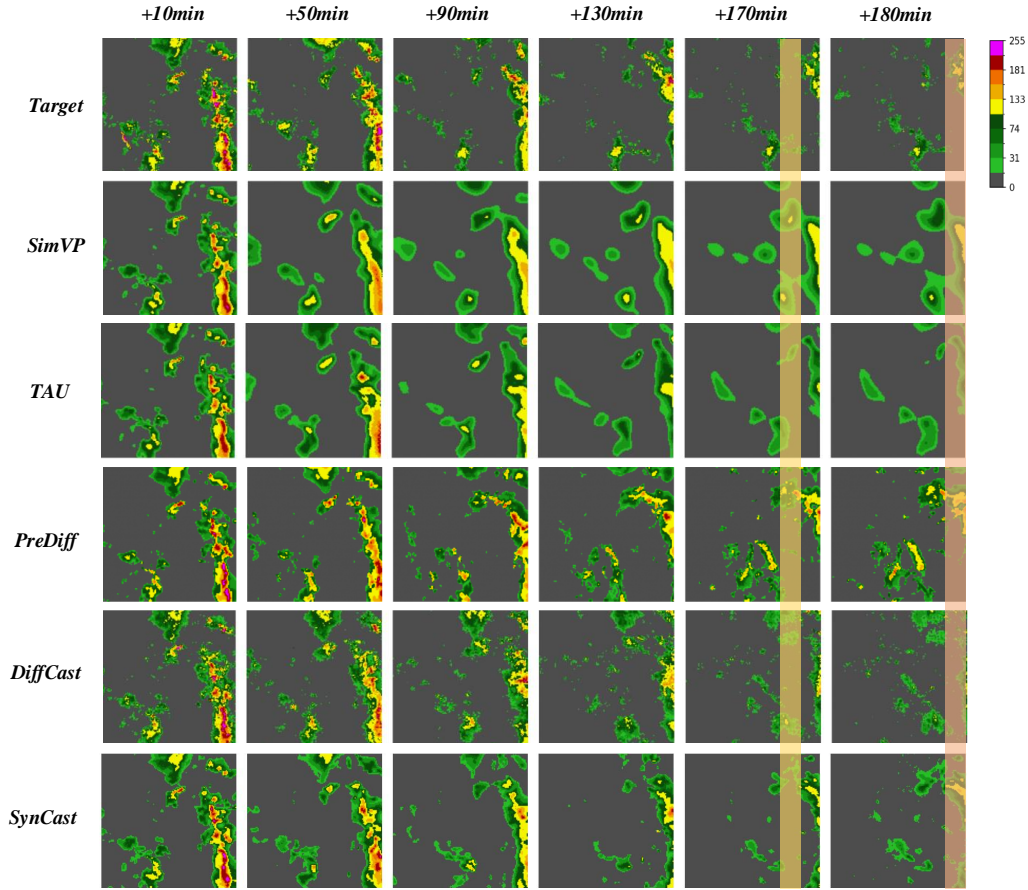 +10min +50min +90min +130min +170min +180min
255
181
133
74
31
0
Target
SimVP
TAU
PreDiff
DiffCast
SynCast